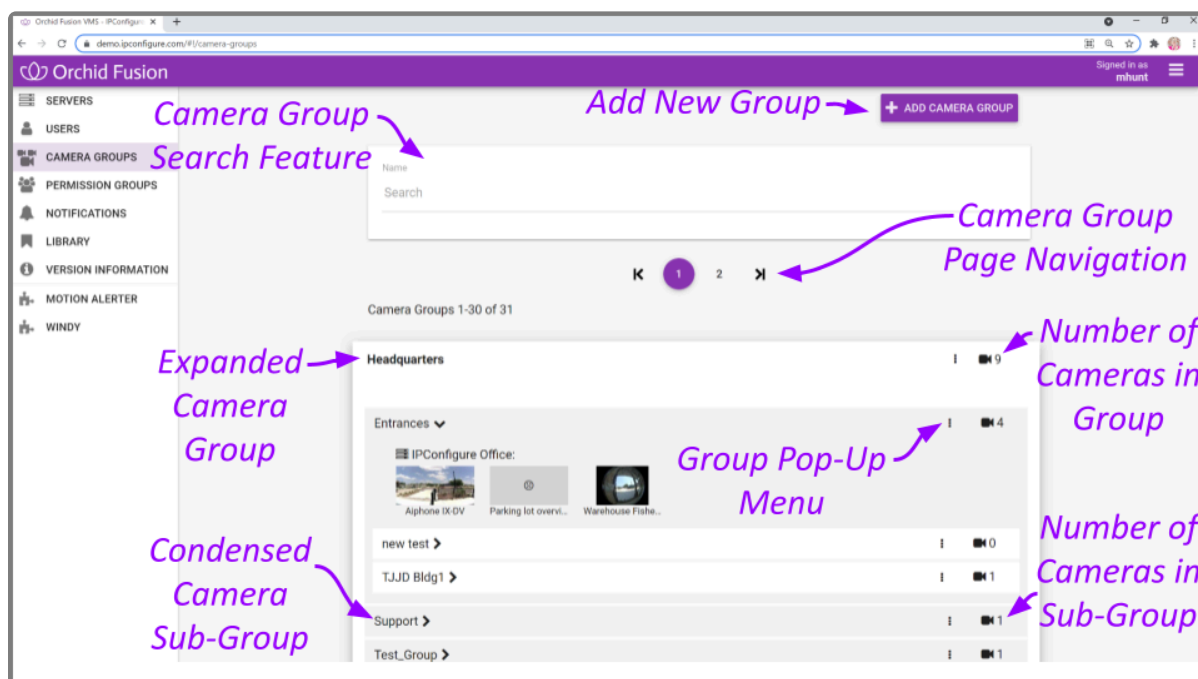 Orchid Fusion VMS - IPConfigure
demo.ipconfigure.com/#!/camera-groups
Orchid Fusion
Signed in as
mhunt
SERVERS
USERS
CAMERA GROUPS
PERMISSION GROUPS
NOTIFICATIONS
LIBRARY
VERSION INFORMATION
MOTION ALERTER
WINDY
Camera Group
Search Feature
Add New Group
+ ADD CAMERA GROUP
Name
Search
Camera Group
Page Navigation
1 2
Camera Groups 1-30 of 31
Expanded
Camera
Group
Headquarters
9
Number of
Cameras in
Group
Entrances
4
IPConfigure Office:
Aiphone IX-DV
Parking lot overvi...
Warehouse Fishe...
Group Pop-Up
Menu
new test
0
TJJD Bldg1
1
Condensed
Camera
Sub-Group
Number of
Cameras in
Sub-Group
Support
1
Test_Group
1